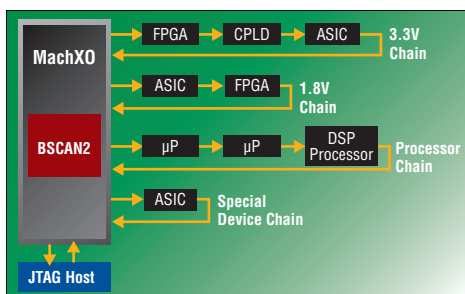 MachXO
BSCAN2
JTAG Host
FPGA CPLD ASIC 3.3V
Chain
ASIC FPGA 1.8V
Chain
µP µP DSP
Processor Processor
Chain
ASIC Special
Device Chain